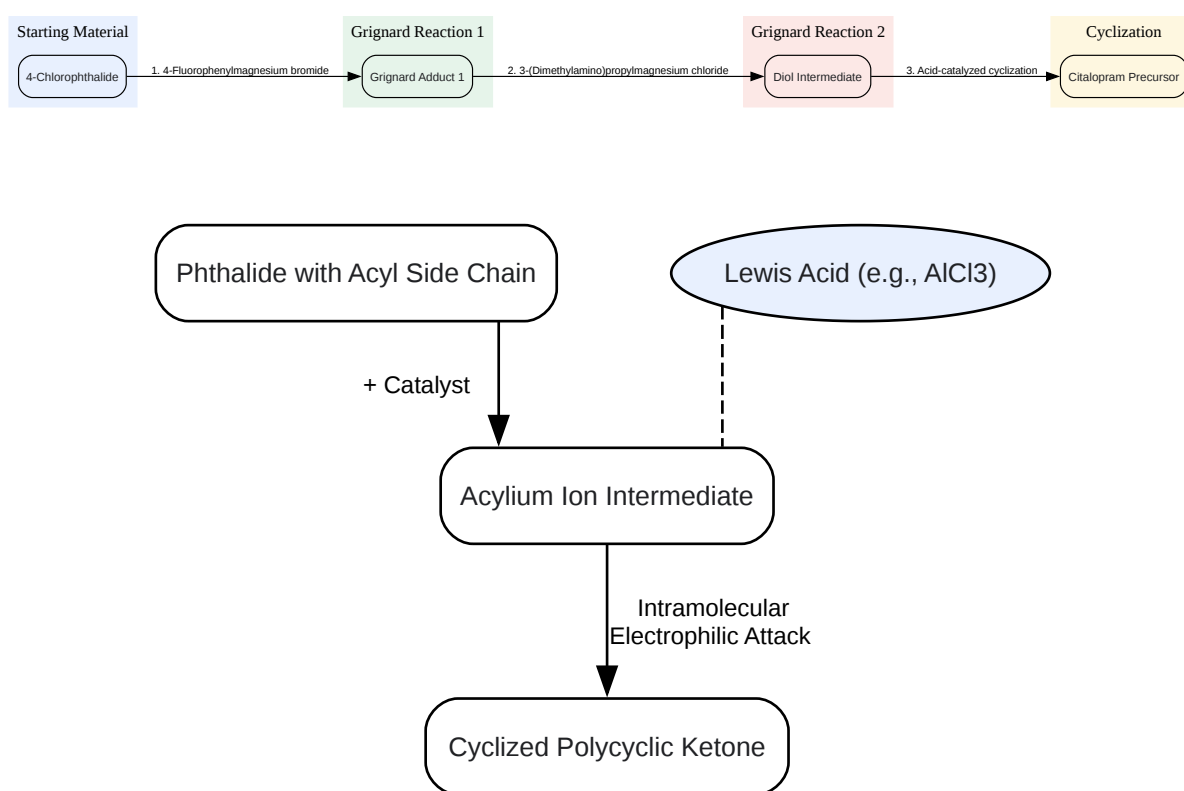 Starting Material
Grignard Reaction 1
Grignard Reaction 2
Cyclization
4-Chlorophthalide
1. 4-Fluorophenylmagnesium bromide
Grignard Adduct 1
2. 3-(Dimethylamino)propylmagnesium chloride
Diol Intermediate
3. Acid-catalyzed cyclization
Citalopram Precursor
Phthalide with Acyl Side Chain
Lewis Acid (e.g., AlCl3)
+ Catalyst
Acylium Ion Intermediate
Intramolecular
Electrophilic Attack
Cyclized Polycyclic Ketone